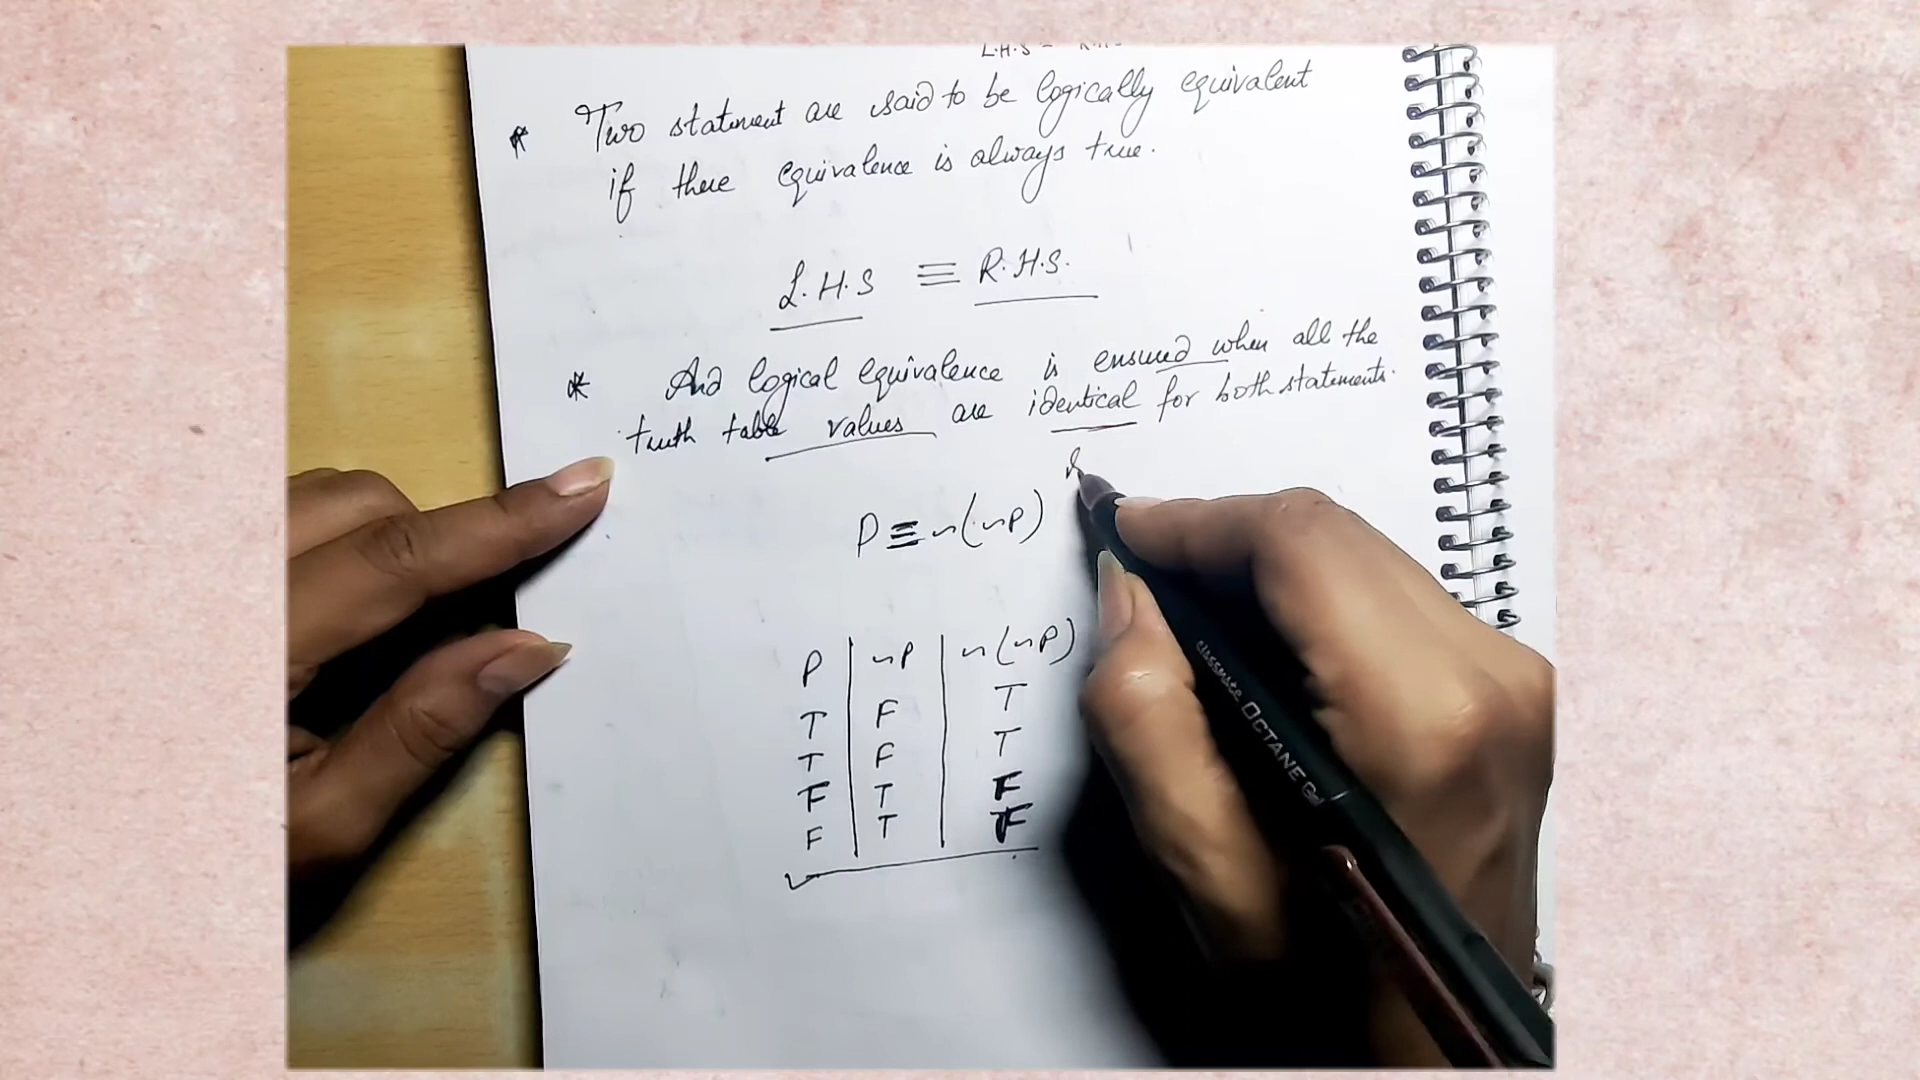 L.H.S = R.H.S
* Two statement are said to be logically equivalent
if there equivalence is always true.
L.H.S ≡ R.H.S.
* And logical equivalence is ensured when all the
truth table values are identical for both statements.
P ≡ ~(~P)
P | ~P | ~(~P)
T | F | T
T | F | T
F | T | F
F | T | F
classmate OCTANE Gel